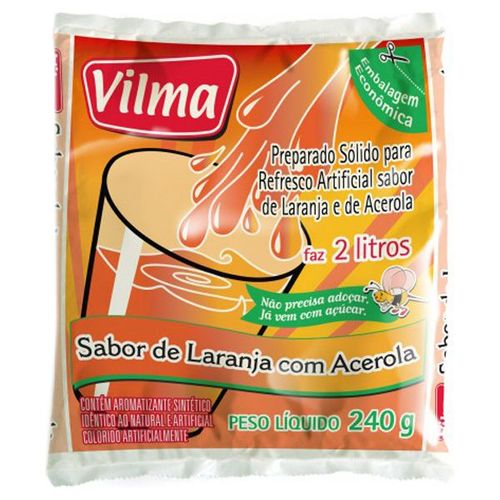 Vilma
Embalagem
Econômica
Preparado Sólido para
Refresco Artificial sabor
de Laranja e de Acerola
faz 2 litros
Não precisa adoçar.
Já vem com açúcar.
Sabor de Laranja com Acerola
CONTÉM AROMATIZANTE SINTÉTICO
IDÊNTICO AO NATURAL E ARTIFICIAL
COLORIDO ARTIFICIALMENTE
PESO LÍQUIDO 240 g